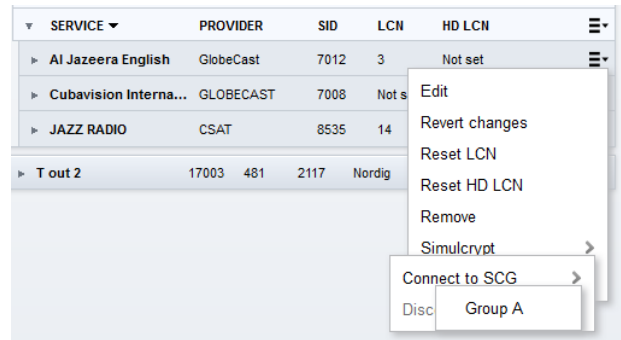 SERVICE PROVIDER SID LCN HD LCN
Al Jazeera English GlobeCast 7012 3 Not set
Cubavision Interna... GLOBECAST 7008 Not s
JAZZ RADIO CSAT 8535 14
T out 2 17003 481 2117 Nordig
Edit
Revert changes
Reset LCN
Reset HD LCN
Remove
Simulcrypt
Connect to SCG
Disc
Group A